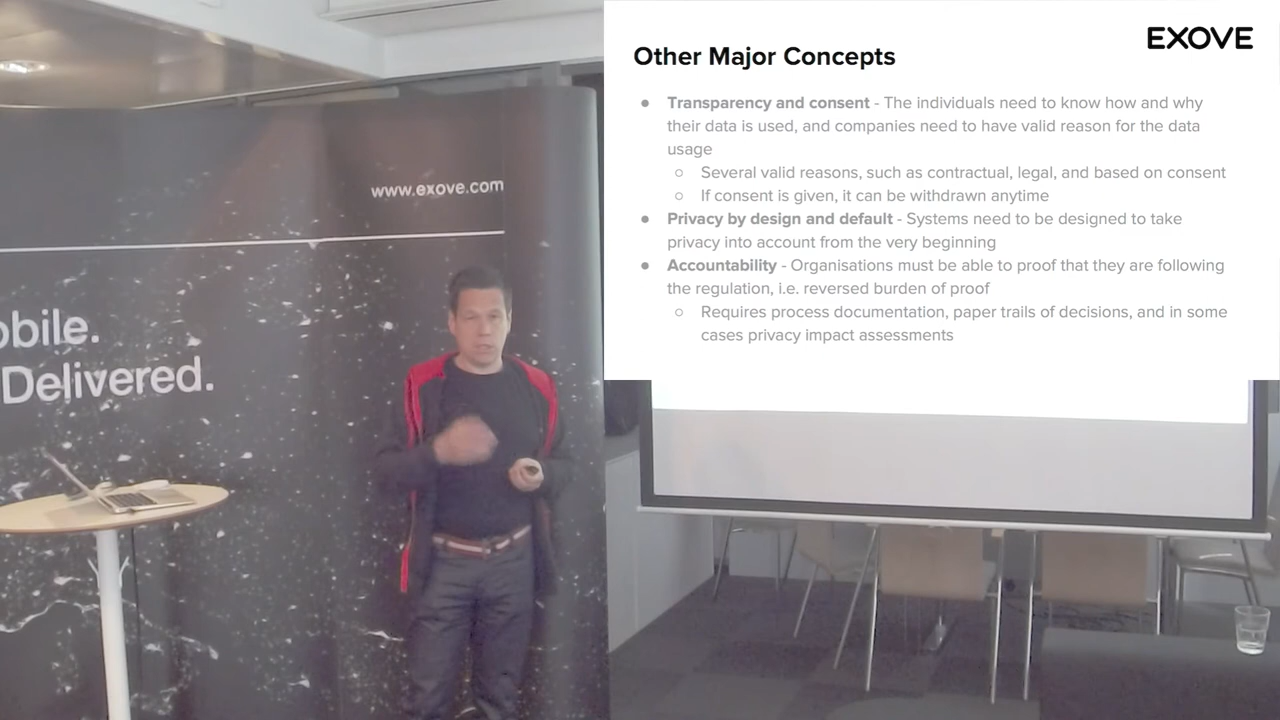 www.exove.com
obile.
Delivered.
EXOVE
Other Major Concepts
● Transparency and consent - The individuals need to know how and why
their data is used, and companies need to have valid reason for the data
usage
○ Several valid reasons, such as contractual, legal, and based on consent
○ If consent is given, it can be withdrawn anytime
● Privacy by design and default - Systems need to be designed to take
privacy into account from the very beginning
● Accountability - Organisations must be able to proof that they are following
the regulation, i.e. reversed burden of proof
○ Requires process documentation, paper trails of decisions, and in some
cases privacy impact assessments